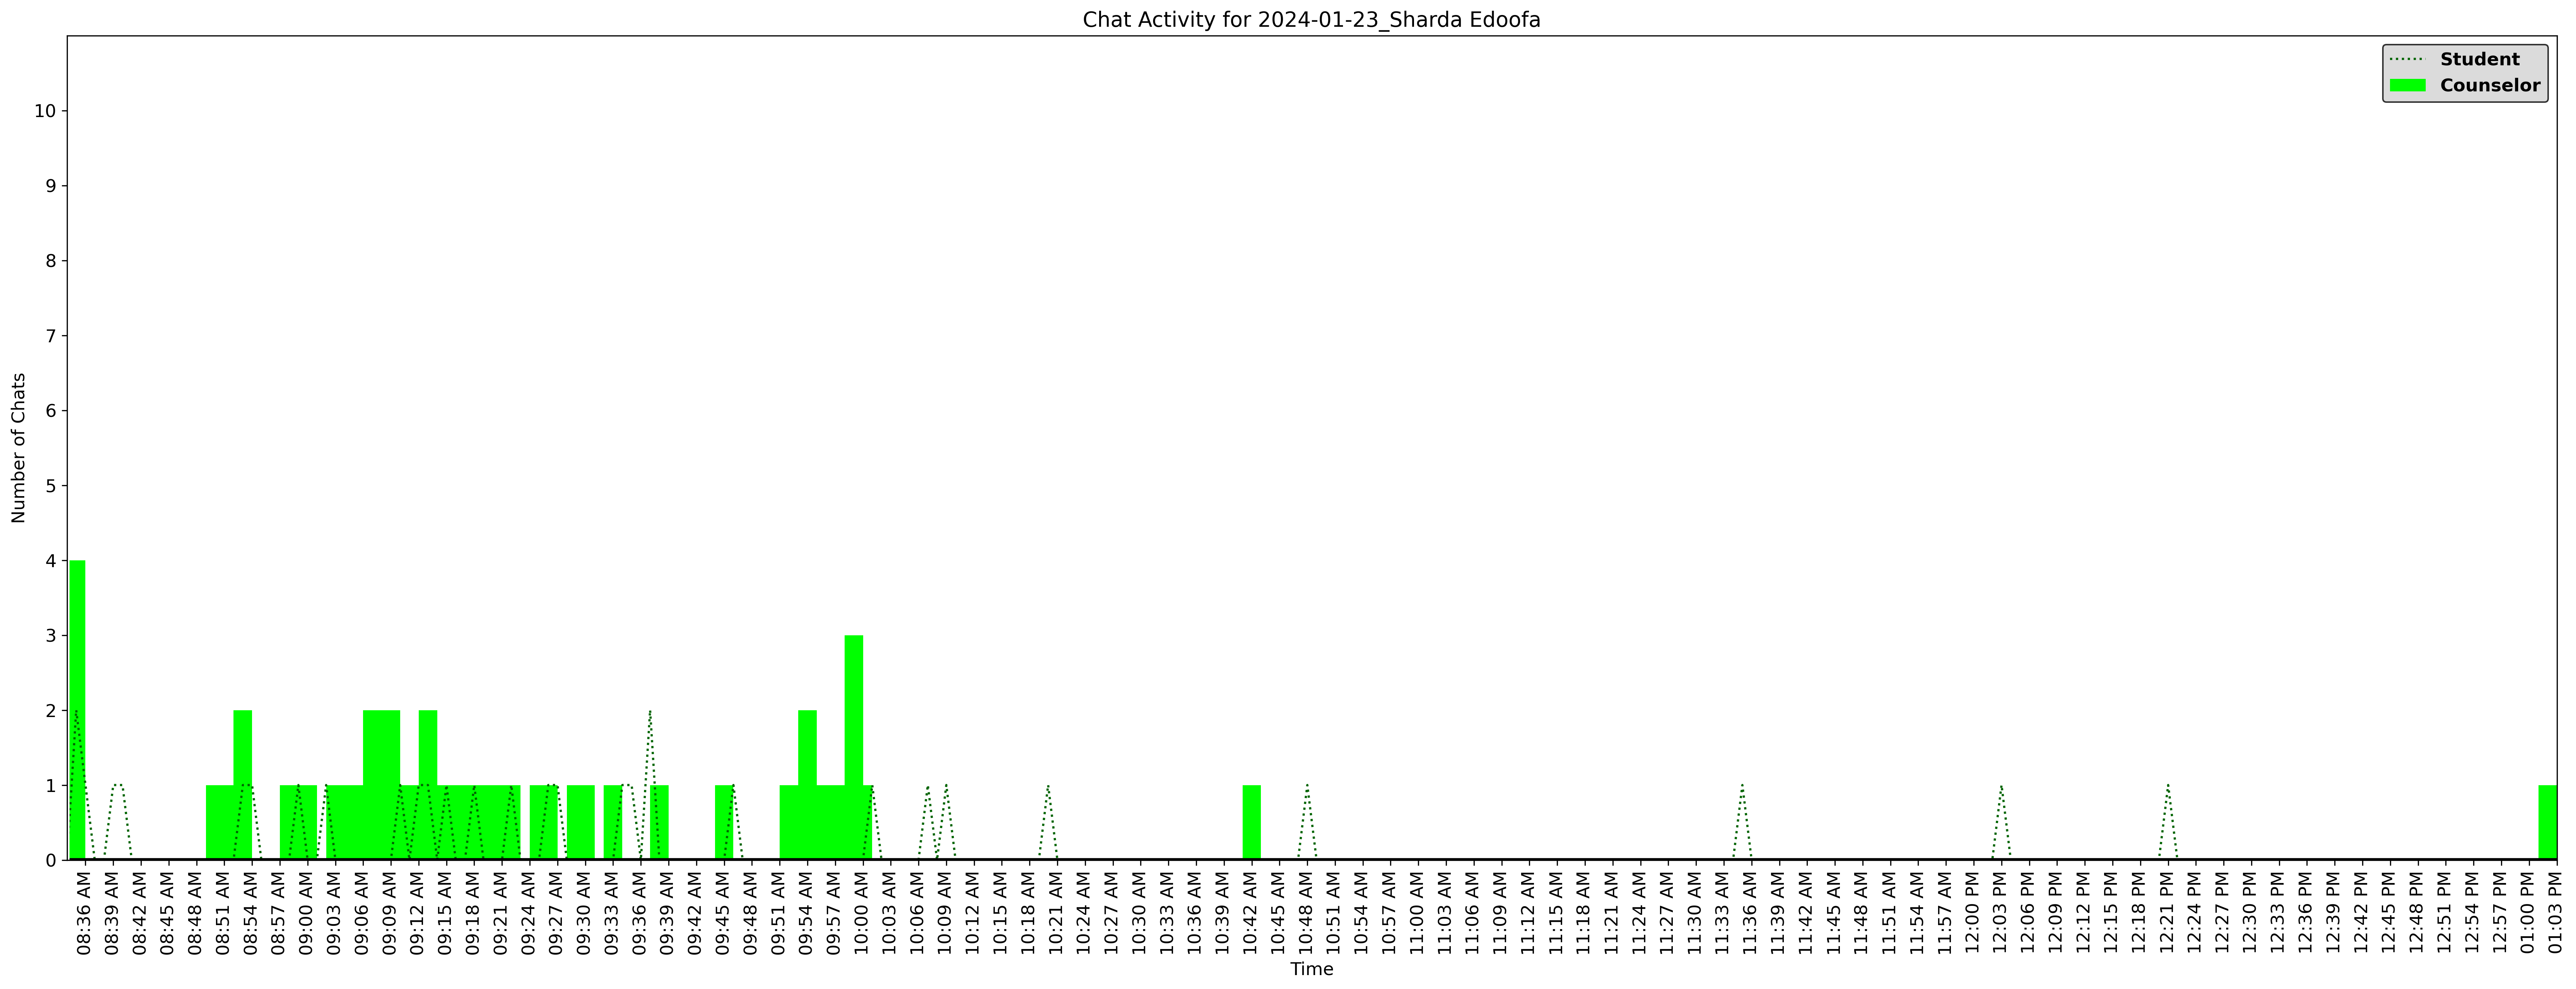 Chat Activity for 2024-01-23_Sharda Edoofa
Student
Counselor
Number of Chats
10
9
8
7
6
5
4
3
2
1
0
08:36 AM
08:39 AM
08:42 AM
08:45 AM
08:48 AM
08:51 AM
08:54 AM
08:57 AM
09:00 AM
09:03 AM
09:06 AM
09:09 AM
09:12 AM
09:15 AM
09:18 AM
09:21 AM
09:24 AM
09:27 AM
09:30 AM
09:33 AM
09:36 AM
09:39 AM
09:42 AM
09:45 AM
09:48 AM
09:51 AM
09:54 AM
09:57 AM
10:00 AM
10:03 AM
10:06 AM
10:09 AM
10:12 AM
10:15 AM
10:18 AM
10:21 AM
10:24 AM
10:27 AM
10:30 AM
10:33 AM
10:36 AM
10:39 AM
10:42 AM
10:45 AM
10:48 AM
10:51 AM
10:54 AM
10:57 AM
11:00 AM
11:03 AM
11:06 AM
11:09 AM
11:12 AM
11:15 AM
11:18 AM
11:21 AM
11:24 AM
11:27 AM
11:30 AM
11:33 AM
11:36 AM
11:39 AM
11:42 AM
11:45 AM
11:48 AM
11:51 AM
11:54 AM
11:57 AM
12:00 PM
12:03 PM
12:06 PM
12:09 PM
12:12 PM
12:15 PM
12:18 PM
12:21 PM
12:24 PM
12:27 PM
12:30 PM
12:33 PM
12:36 PM
12:39 PM
12:42 PM
12:45 PM
12:48 PM
12:51 PM
12:54 PM
12:57 PM
01:00 PM
01:03 PM
Time